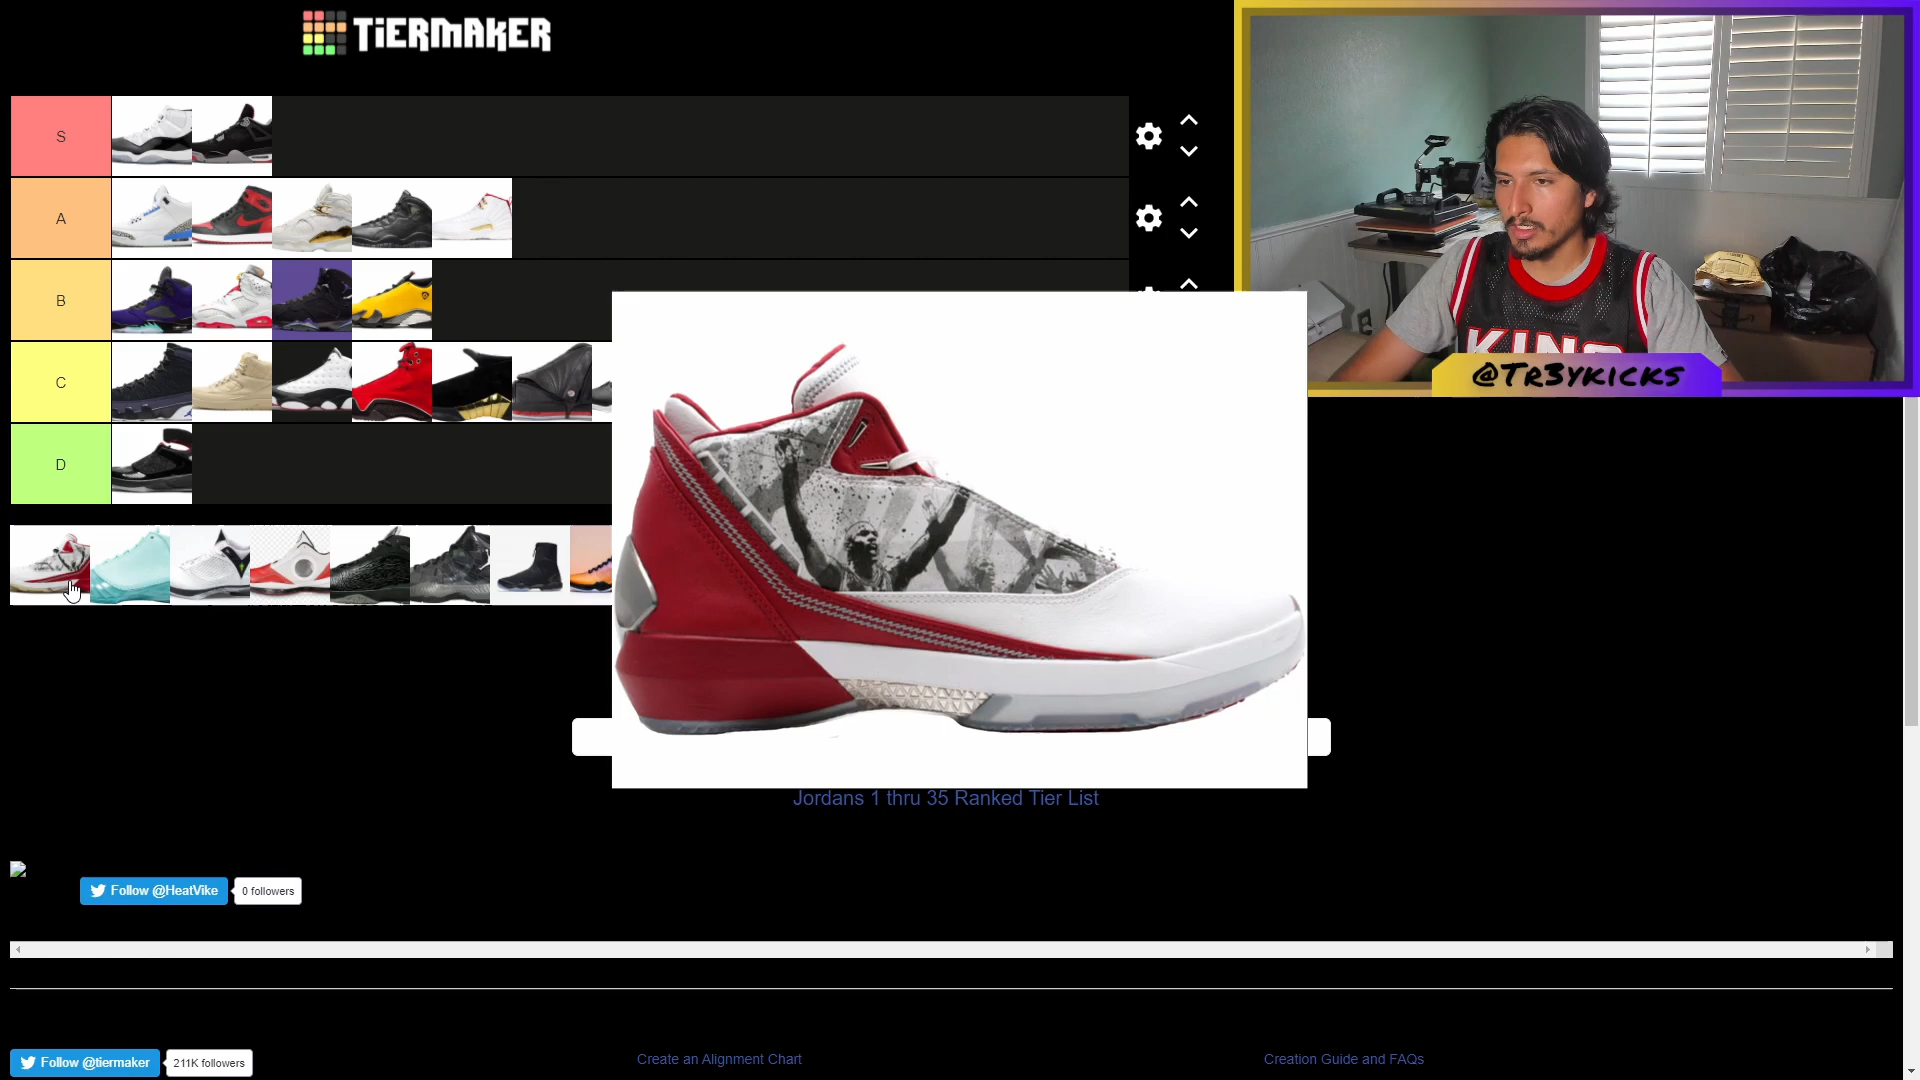 TiERMAKER
S
A
B
C
D
KING
@TR3YKICKS
Jordans 1 thru 35 Ranked Tier List
Follow @HeatVike
0 followers
Follow @tiermaker
211K followers
Create an Alignment Chart
Creation Guide and FAQs